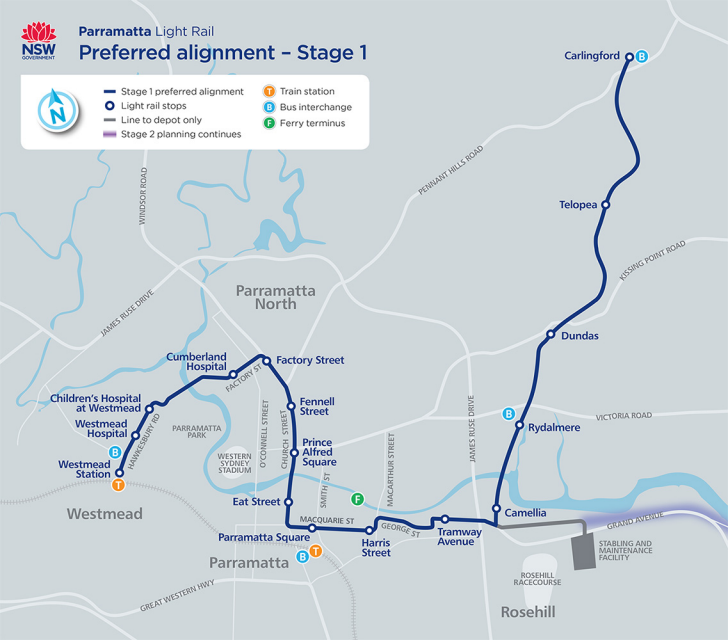 NSW
GOVERNMENT
Parramatta Light Rail
Preferred alignment – Stage 1
N
Stage 1 preferred alignment
Light rail stops
Line to depot only
Stage 2 planning continues
T Train station
B Bus interchange
F Ferry terminus
Carlingford
B
PENNANT HILLS ROAD
WINDSOR ROAD
Telopea
KISSING POINT ROAD
Parramatta
North
JAMES RUSE DRIVE
Dundas
Cumberland
Hospital
Factory Street
FACTORY ST
Children's Hospital
at Westmead
Fennell
Street
B
Rydalmere
VICTORIA ROAD
JAMES RUSE DRIVE
Westmead
Hospital
HAWKESBURY RD
PARRAMATTA
PARK
O'CONNELL STREET
CHURCH STREET
Prince
Alfred
Square
MACARTHUR STREET
B
WESTERN
SYDNEY
STADIUM
Westmead
Station
T
SMITH ST
F
Westmead
Eat Street
Camellia
MACQUARIE ST
GEORGE ST
GRAND AVENUE
Parramatta Square
Harris
Street
Tramway
Avenue
STABLING AND
MAINTENANCE
FACILITY
B
T
Parramatta
GREAT WESTERN HWY
ROSEHILL
RACECOURSE
Rosehill